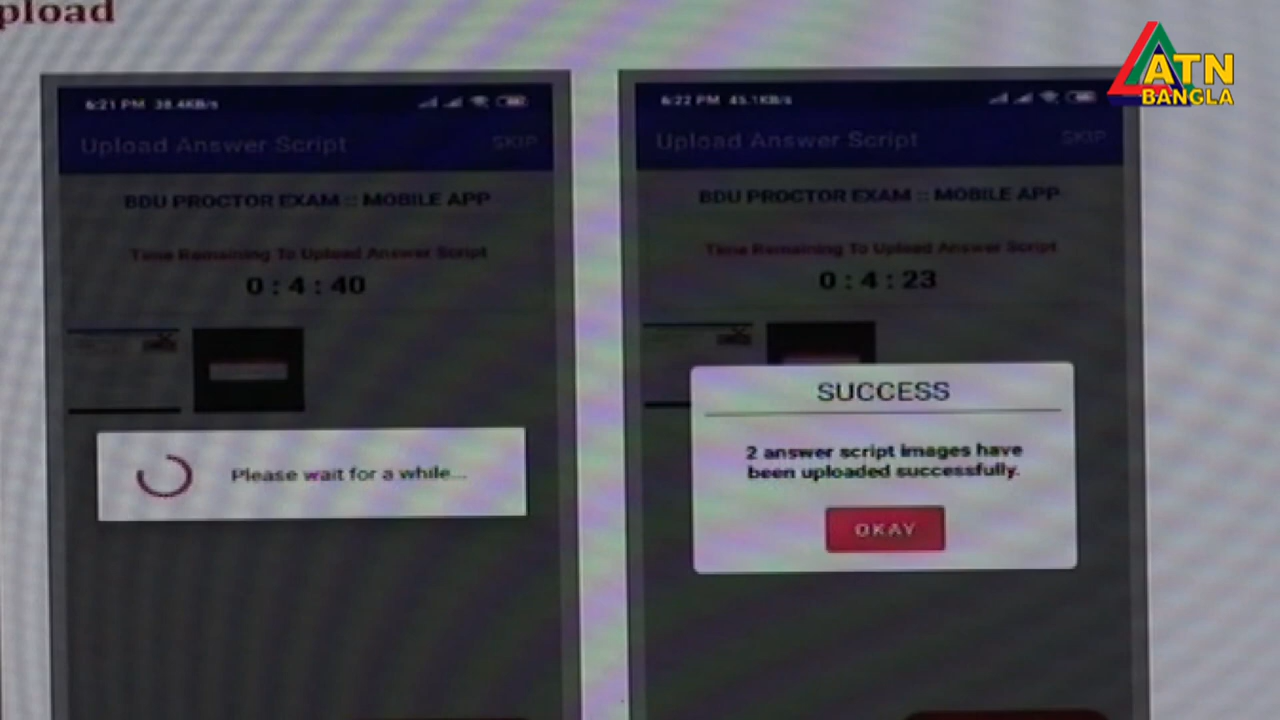 pload
ATN
BANGLA
6:21 PM 38.4KB/s
Upload Answer Script SKIP
BDU PROCTOR EXAM :: MOBILE APP
Time Remaining To Upload Answer Script
0 : 4 : 40
Please wait for a while...
6:22 PM 45.1KB/s
Upload Answer Script SKIP
BDU PROCTOR EXAM :: MOBILE APP
Time Remaining To Upload Answer Script
0 : 4 : 23
SUCCESS
2 answer script images have
been uploaded successfully.
OKAY